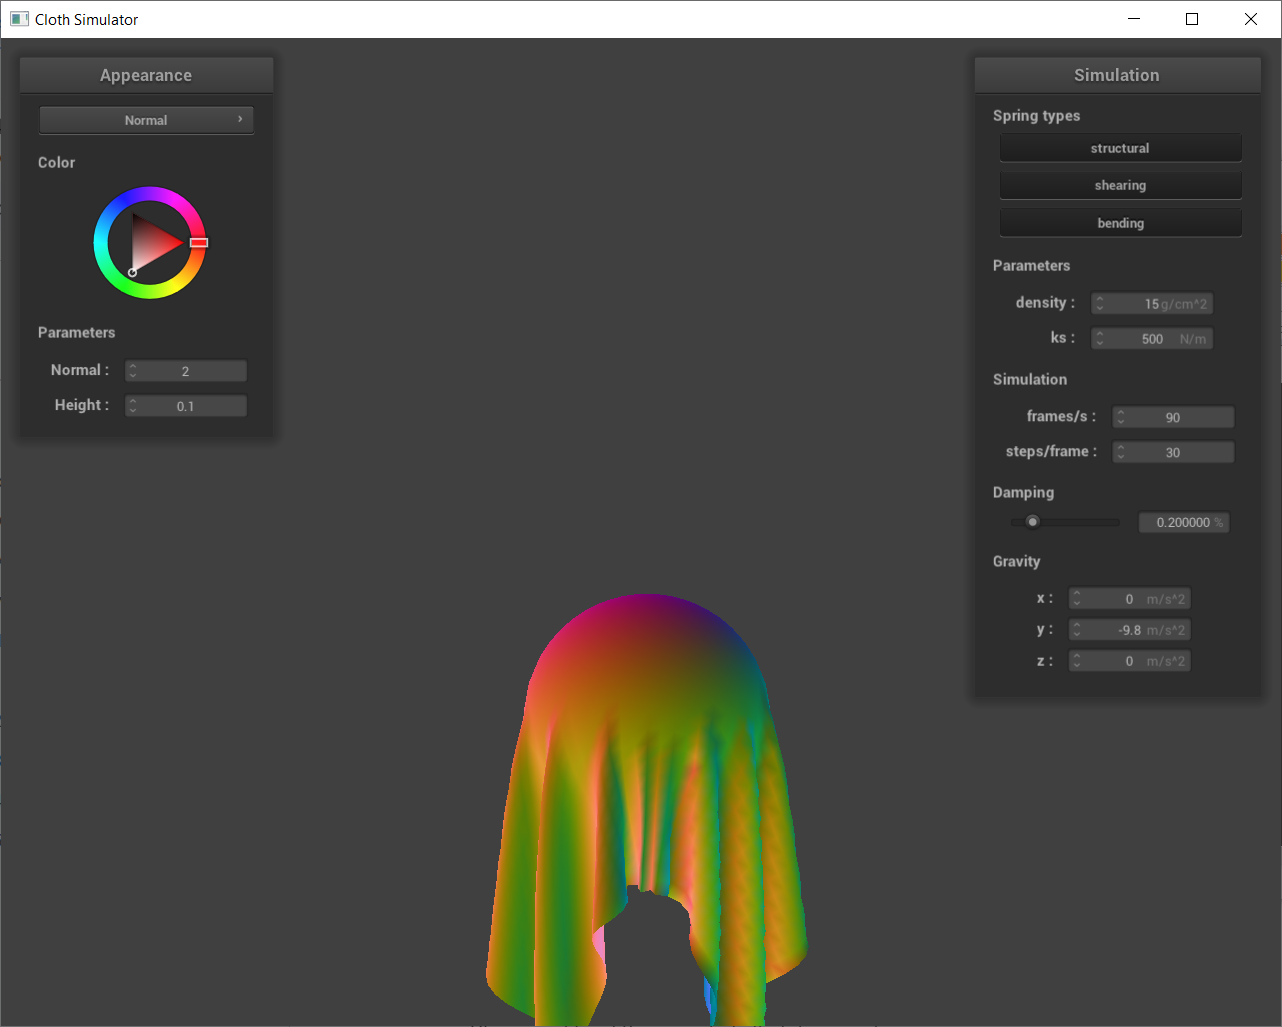 Cloth Simulator
Appearance
Normal
Color
Parameters
Normal : 2
Height : 0.1
Simulation
Spring types
structural
shearing
bending
Parameters
density : 15 g/cm^2
ks : 500 N/m
Simulation
frames/s : 90
steps/frame : 30
Damping
0.200000 %
Gravity
x : 0 m/s^2
y : -9.8 m/s^2
z : 0 m/s^2